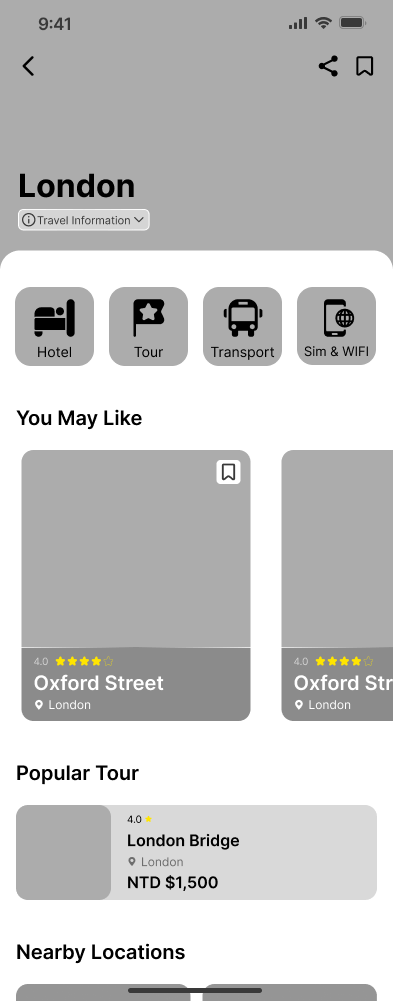 9:41
London
Travel Information
Hotel
Tour
Transport
Sim & WIFI
You May Like
4.0
Oxford Street
London
4.0
Oxford Str
London
Popular Tour
4.0
London Bridge
London
NTD $1,500
Nearby Locations